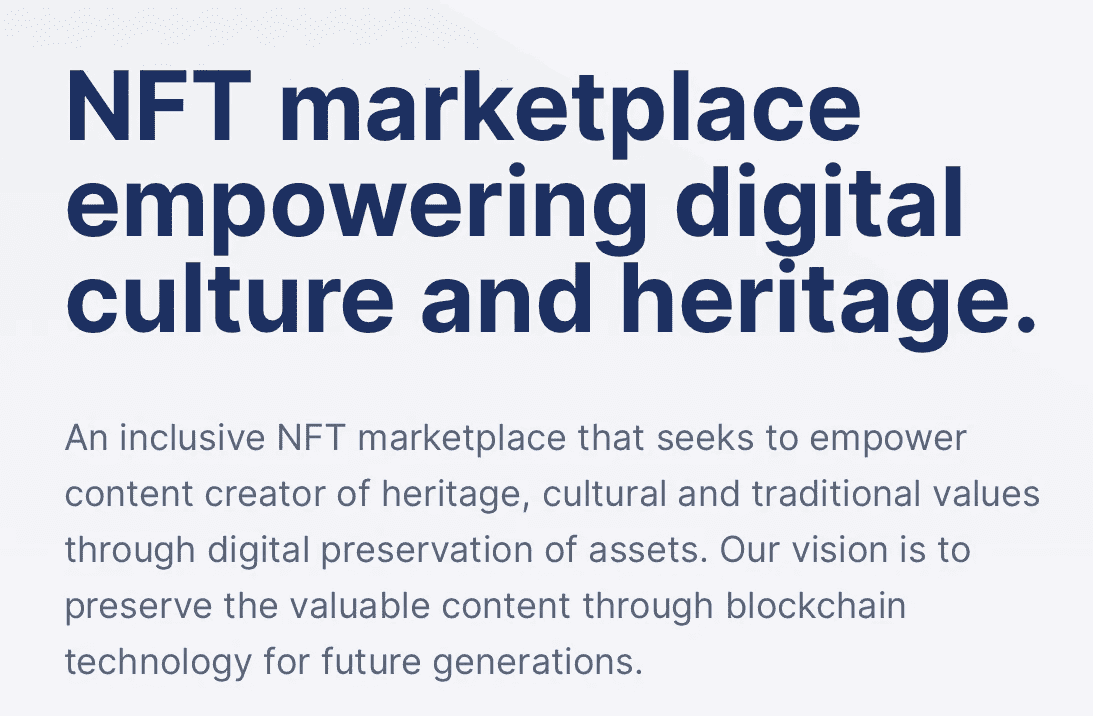 NFT marketplace
empowering digital
culture and heritage.
An inclusive NFT marketplace that seeks to empower
content creator of heritage, cultural and traditional values
through digital preservation of assets. Our vision is to
preserve the valuable content through blockchain
technology for future generations.